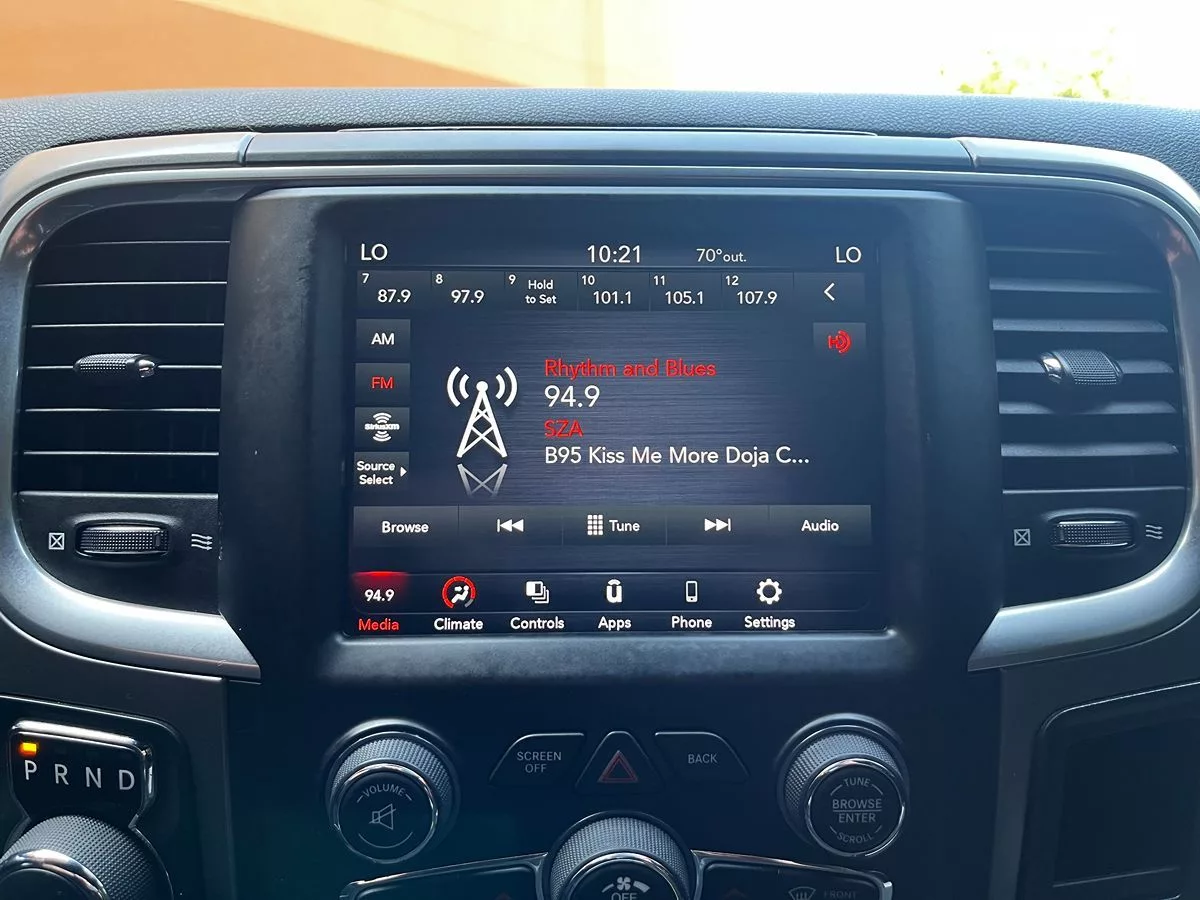 LO 10:21 70°out. LO
7 87.9 8 97.9 9 Hold to Set 10 101.1 11 105.1 12 107.9
AM
FM
SiriusXM
Source
Select
Rhythm and Blues
94.9
SZA
B95 Kiss Me More Doja C...
Browse Tune Audio
94.9
Media Climate Controls Apps Phone Settings
P R N D
SCREEN
OFF
BACK
VOLUME
TUNE
BROWSE
ENTER
SCROLL
OFF
FRONT